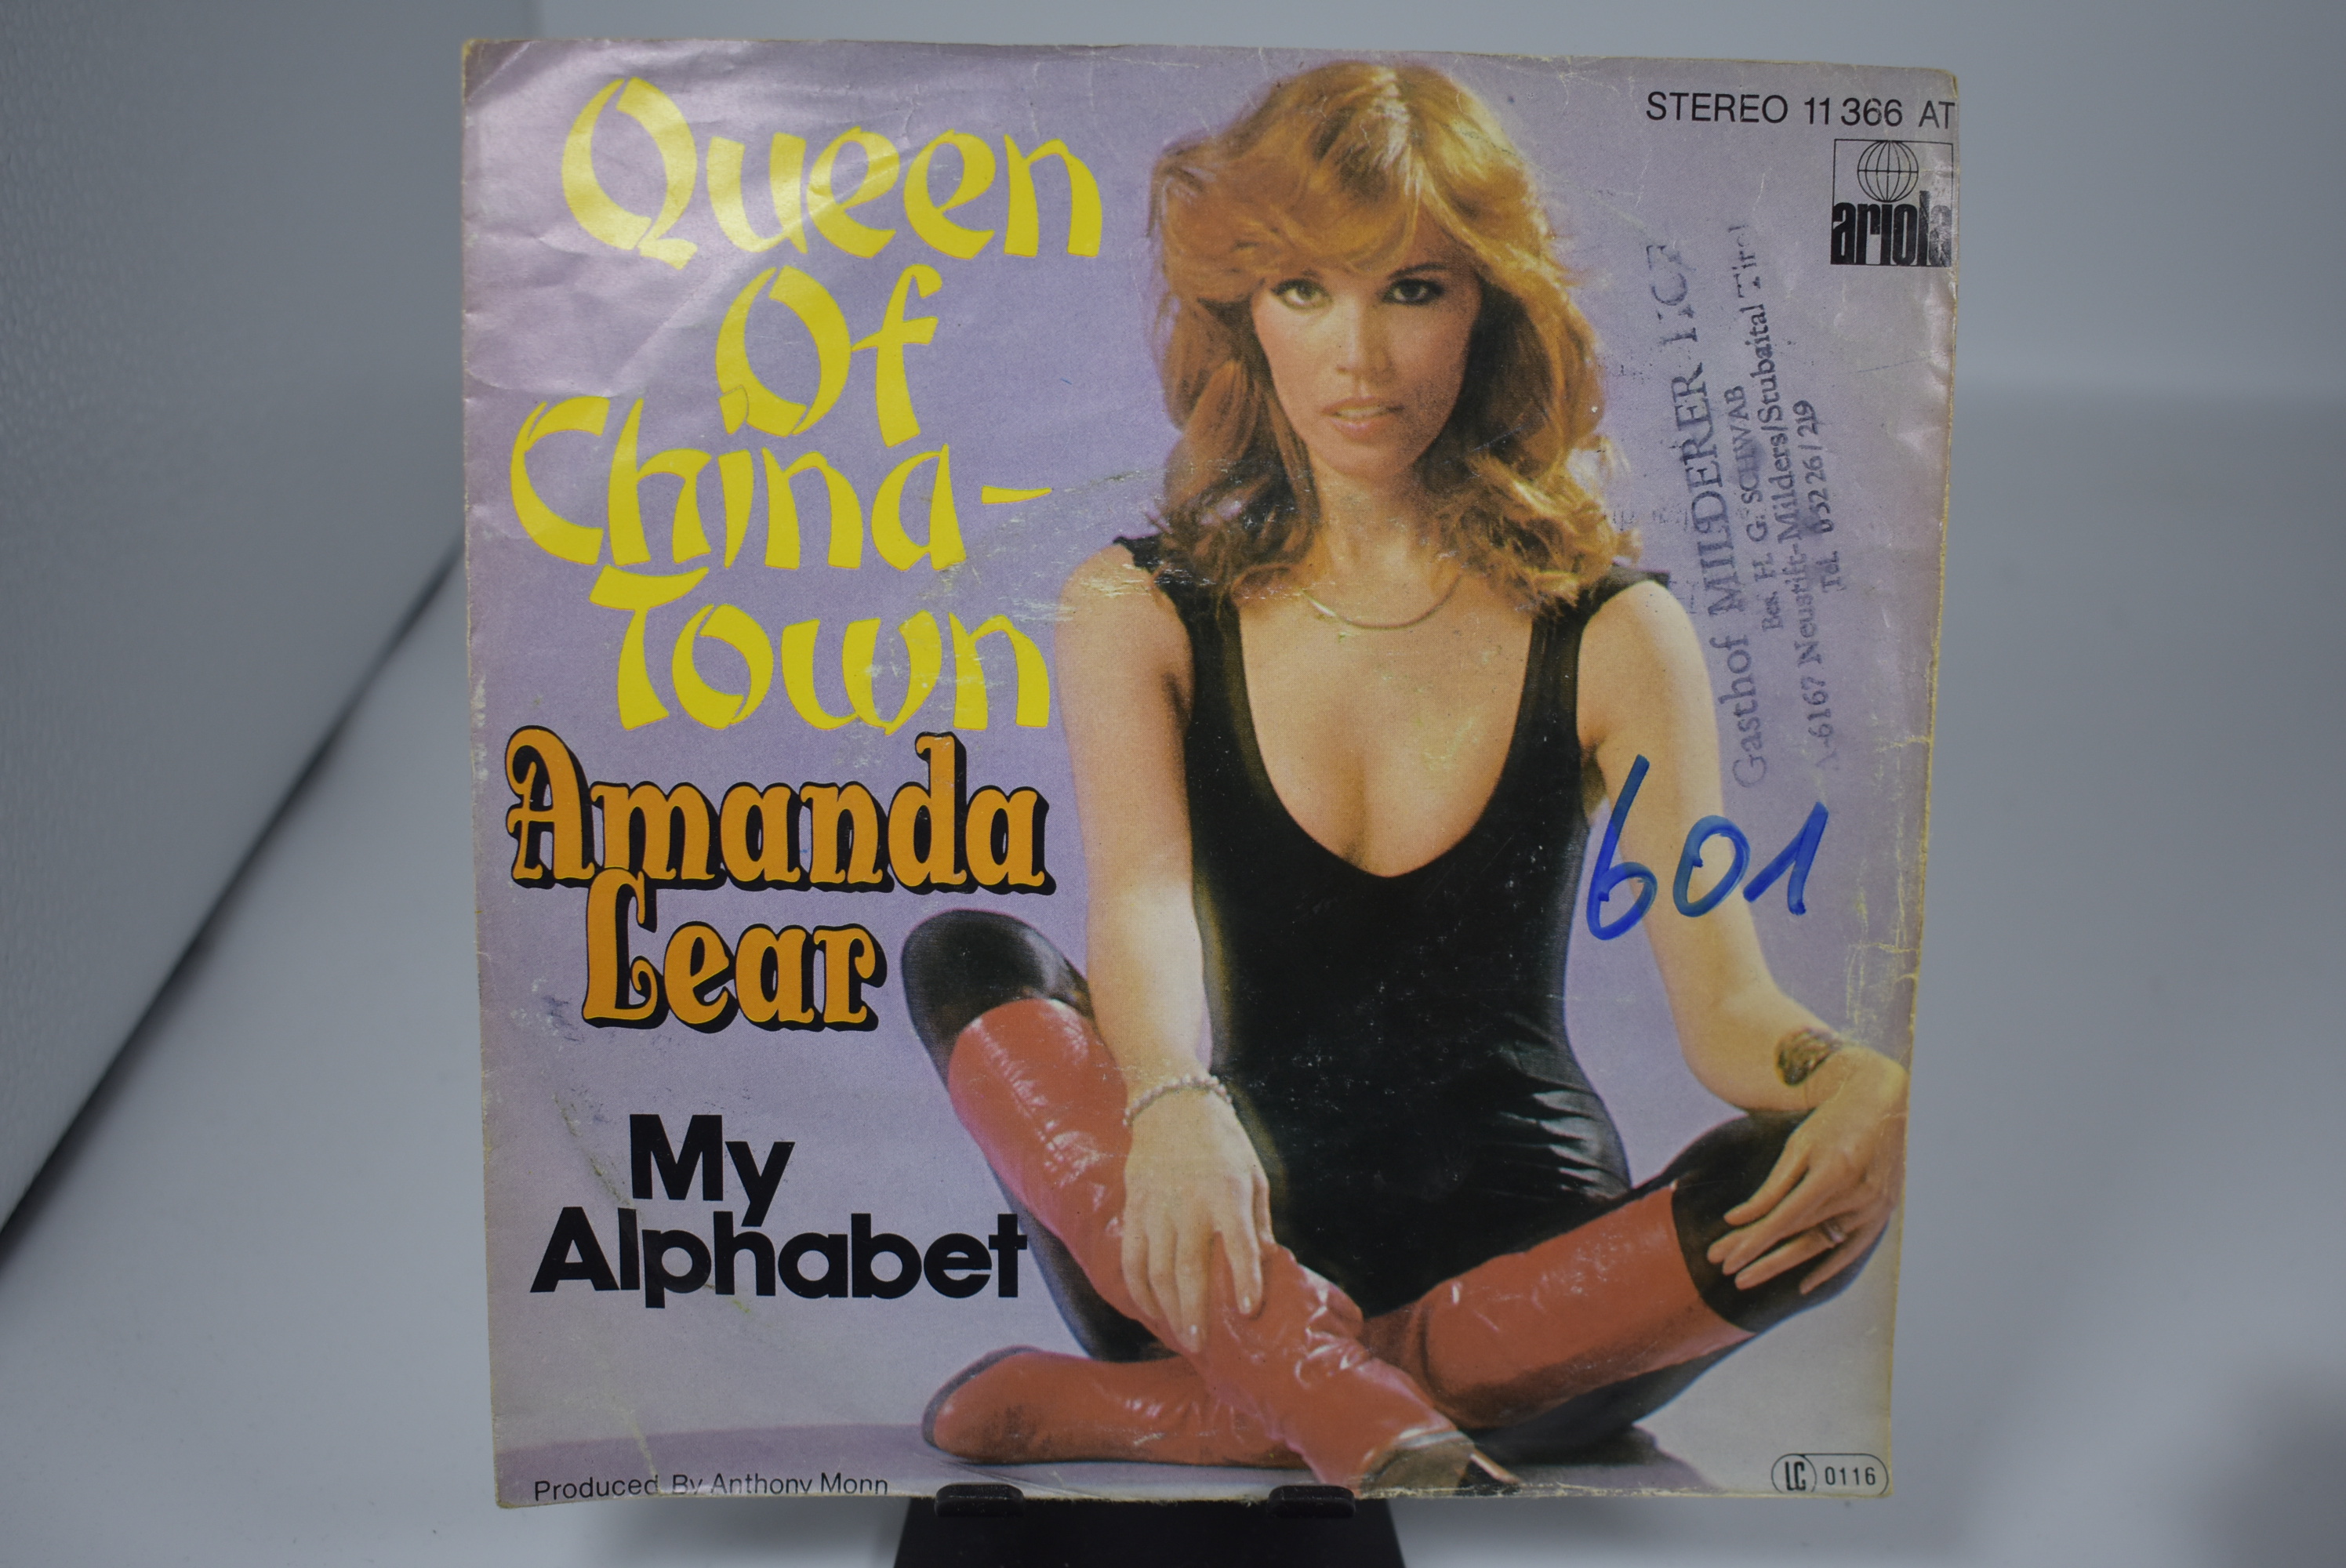 Queen
Of
China-
Town
Amanda
Lear
My
Alphabet
Produced By Anthony Monn
STEREO 11 366 AT
ariola
Gasthof MILDERER
Bes. H. G. SCHWAB
A-6167 Neustift-Milders/Stubaital Tirol
Tel. 05226/219
601
LC 0116